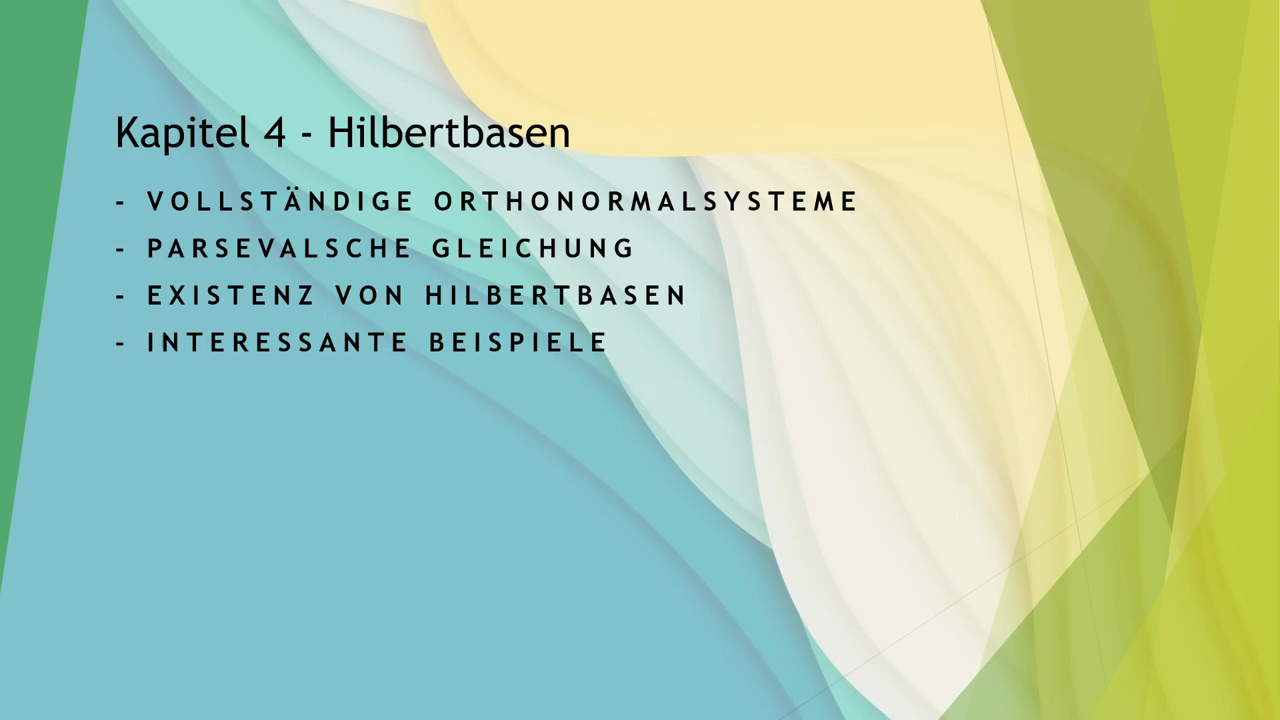 Kapitel 4 - Hilbertbasen
- VOLLSTÄNDIGE ORTHONORMALSYSTEME
- PARSEVALSCHE GLEICHUNG
- EXISTENZ VON HILBERTBASEN
- INTERESSANTE BEISPIELE